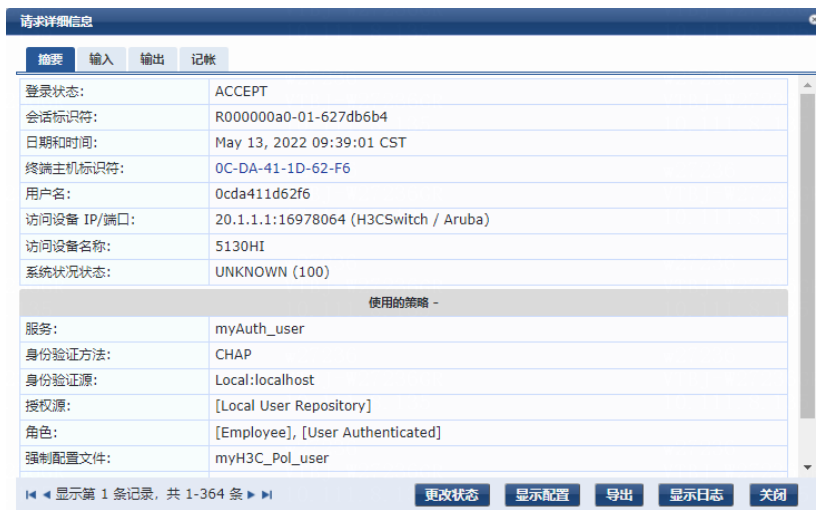 请求详细信息
摘要 输入 输出 记帐
登录状态: ACCEPT
会话标识符: R000000a0-01-627db6b4
日期和时间: May 13, 2022 09:39:01 CST
终端主机标识符: 0C-DA-41-1D-62-F6
用户名: 0cda411d62f6
访问设备 IP/端口: 20.1.1.1:16978064 (H3CSwitch / Aruba)
访问设备名称: 5130HI
系统状况状态: UNKNOWN (100)
使用的策略 -
服务: myAuth_user
身份验证方法: CHAP
身份验证源: Local:localhost
授权源: [Local User Repository]
角色: [Employee], [User Authenticated]
强制配置文件: myH3C_Pol_user
显示第 1 条记录, 共 1-364 条 更改状态 显示配置 导出 显示日志 关闭